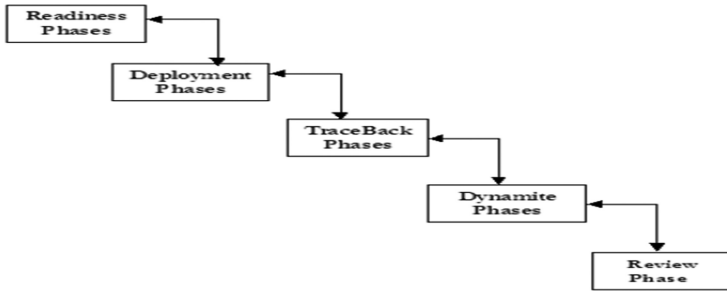 Readiness
Phases
Deployment
Phases
TraceBack
Phases
Dynamite
Phases
Review
Phase